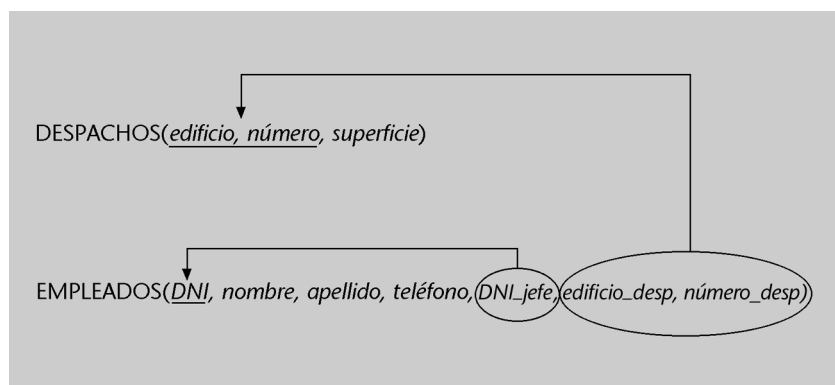 DESPACHOS(edificio, número, superficie)
EMPLEADOS(DNI, nombre, apellido, teléfono, DNI_jefe, edificio_desp, número_desp)